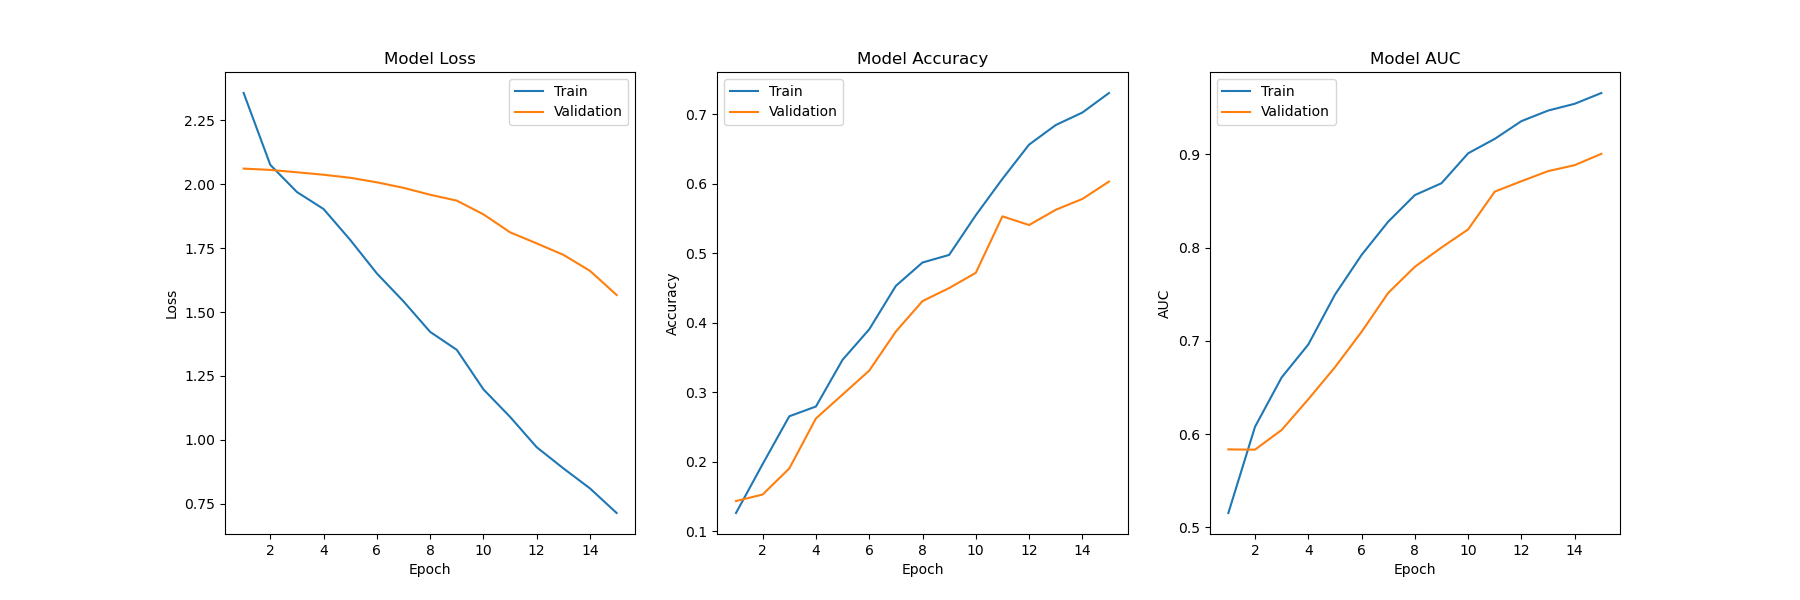 Model Loss
Train
Validation
2.25
2.00
1.75
1.50
1.25
1.00
0.75
Loss
2 4 6 8 10 12 14
Epoch
Model Accuracy
Train
Validation
0.7
0.6
0.5
0.4
0.3
0.2
0.1
Accuracy
2 4 6 8 10 12 14
Epoch
Model AUC
Train
Validation
0.9
0.8
0.7
0.6
0.5
AUC
2 4 6 8 10 12 14
Epoch